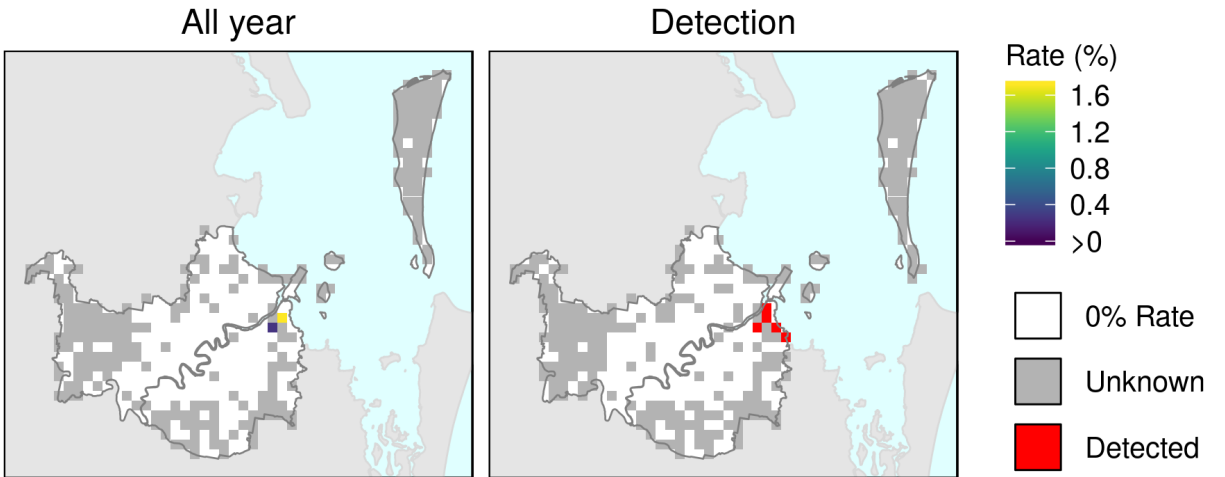 All year
Detection
Rate (%)
1.6
1.2
0.8
0.4
>0
0% Rate
Unknown
Detected